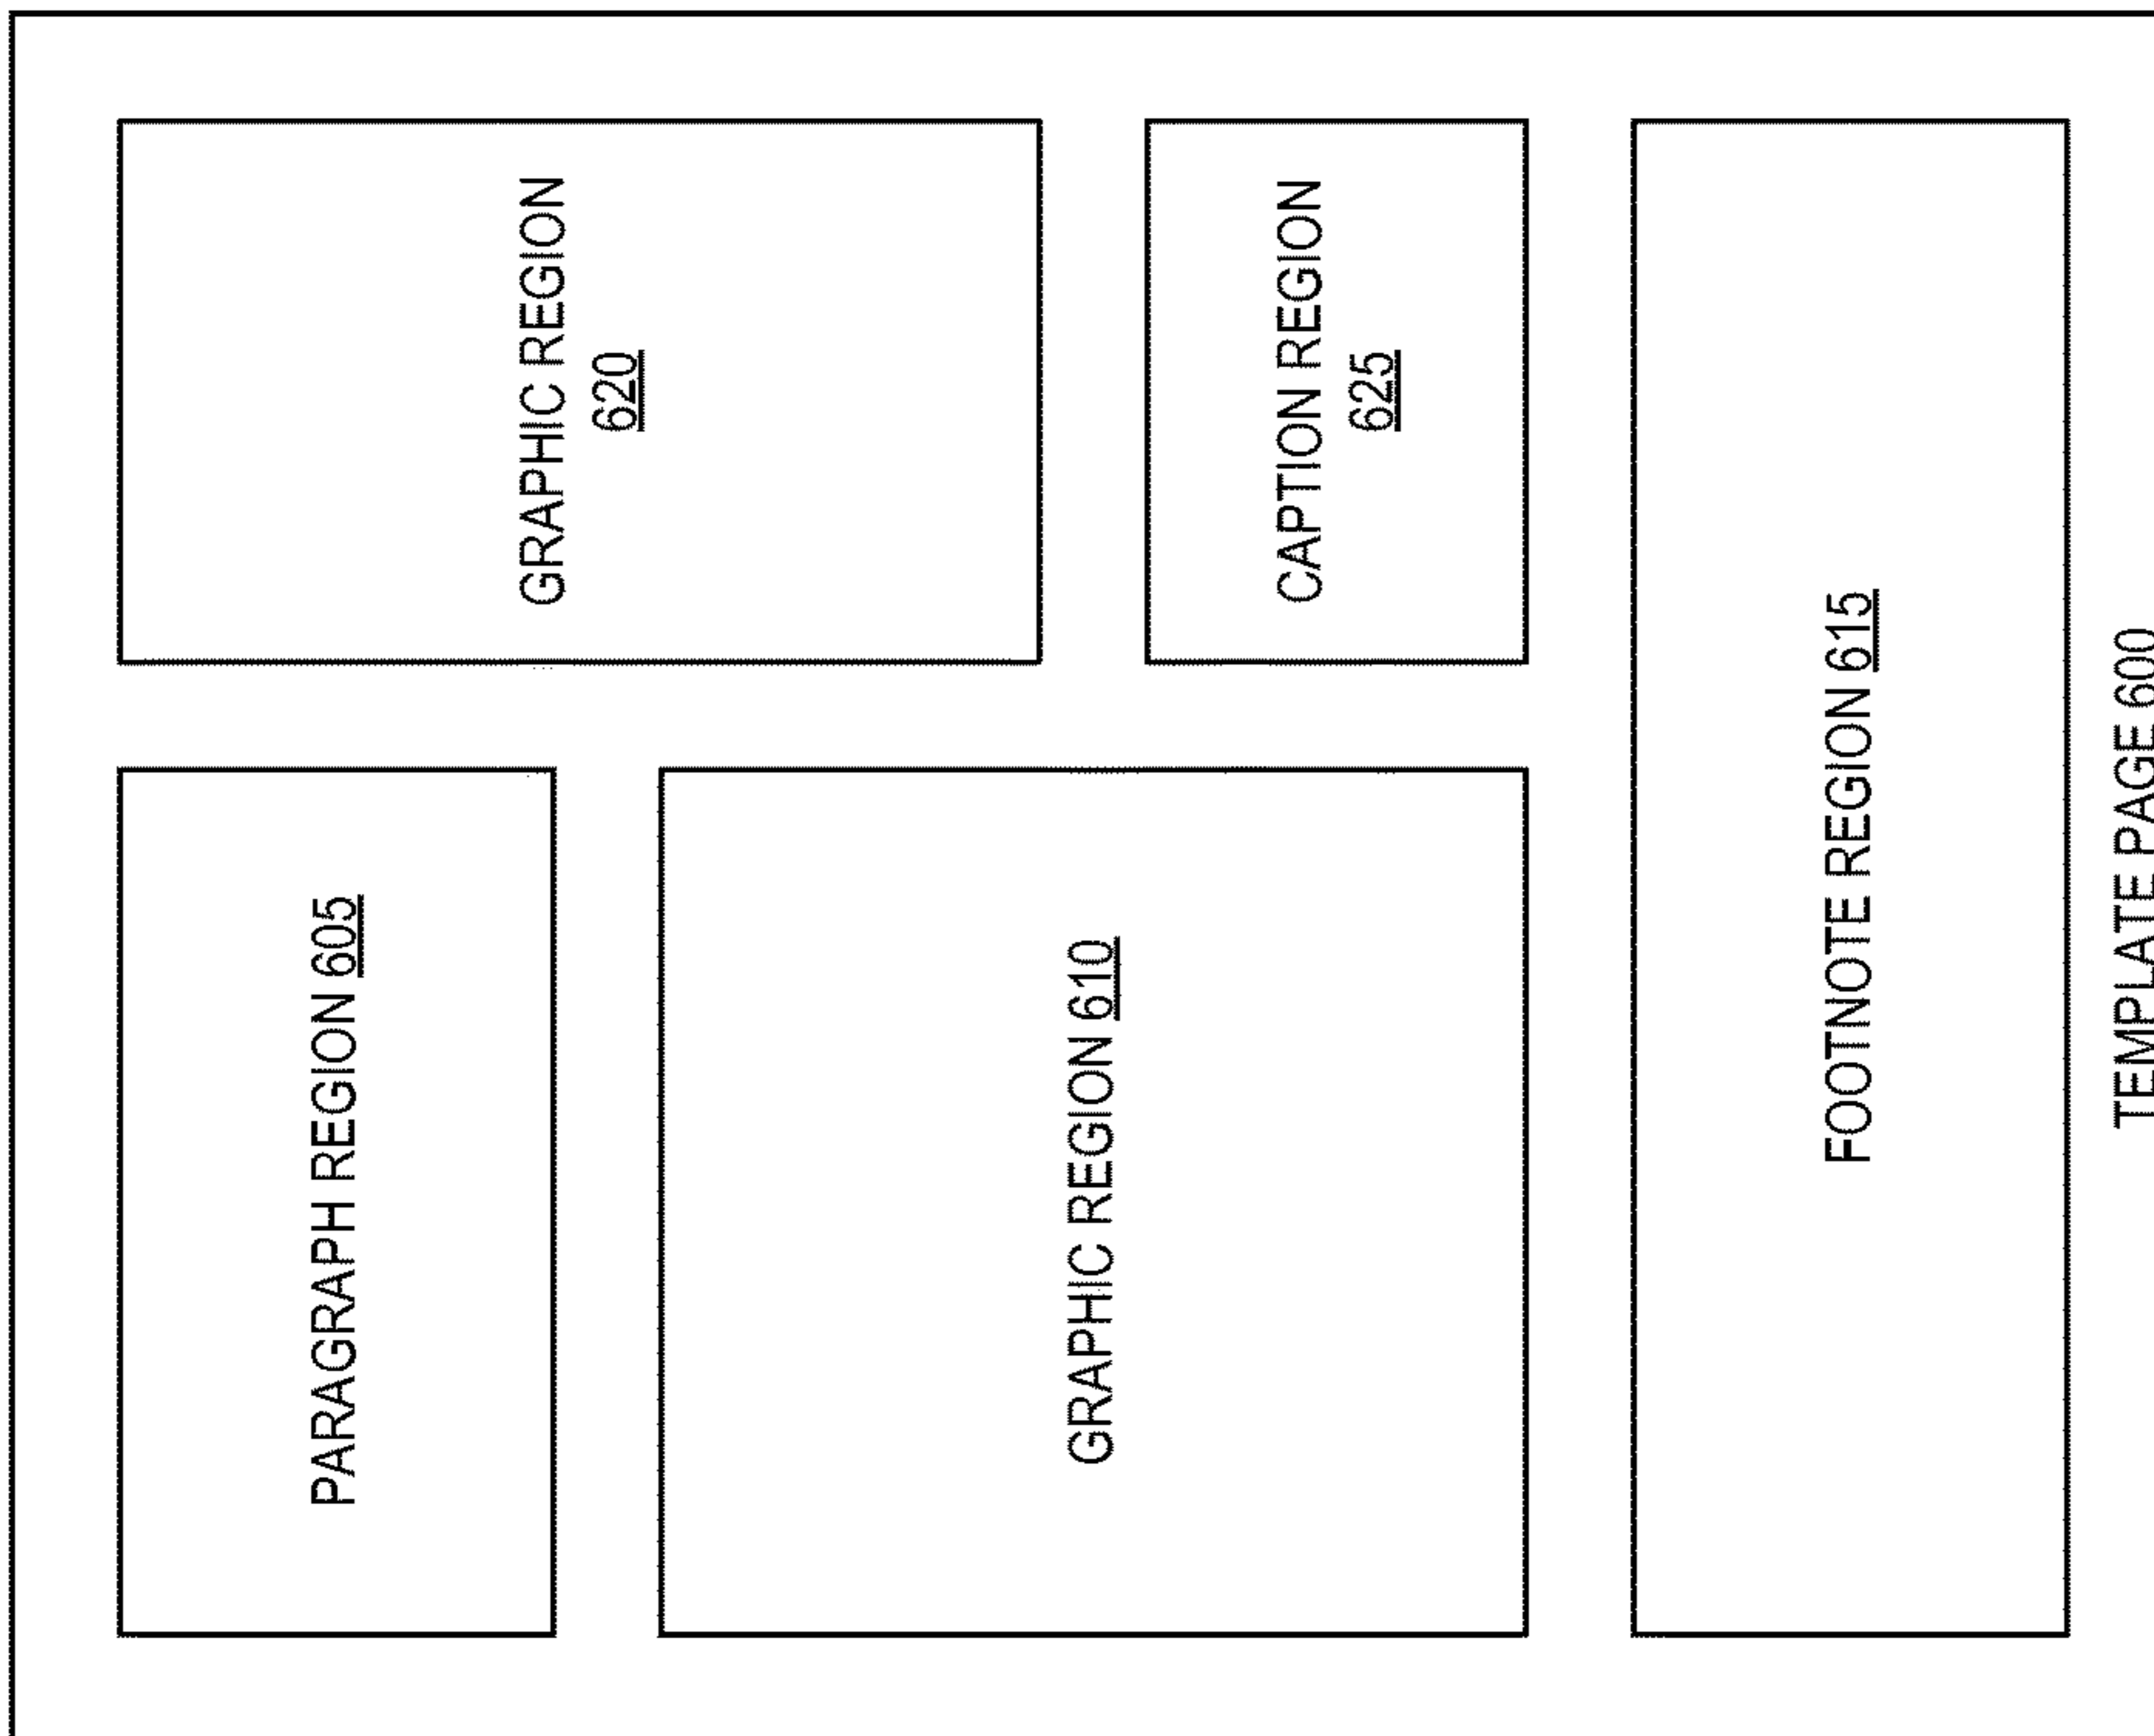 PARAGRAPH REGION 605
GRAPHIC REGION 610
GRAPHIC REGION
620
CAPTION REGION
625
FOOTNOTE REGION 615
TEMPLATE PAGE 600